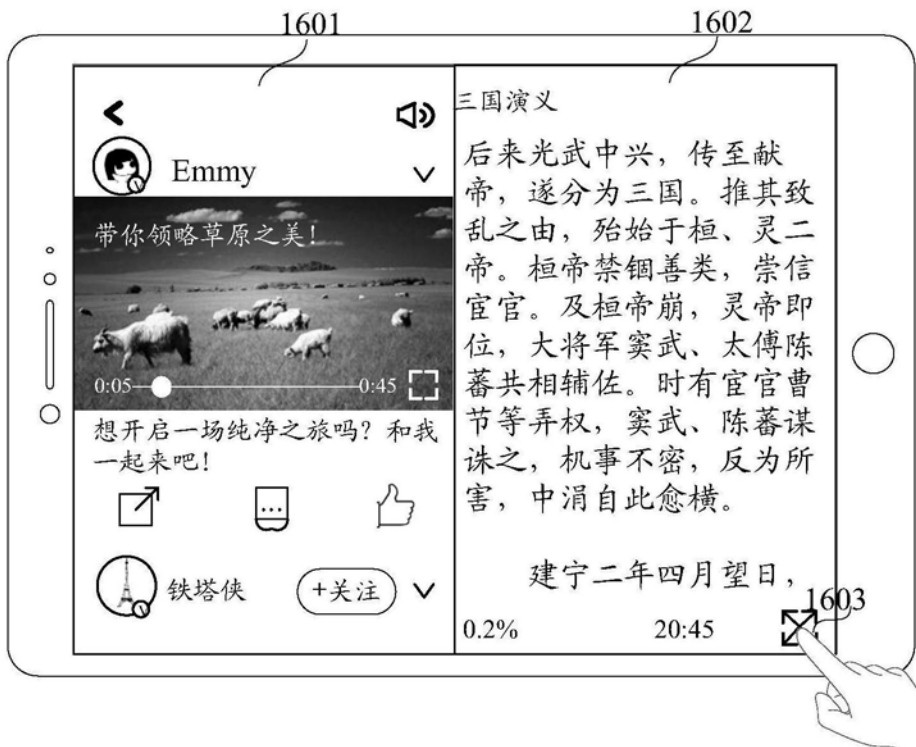 1601
1602
Emmy
带你领略草原之美!
0:05
0:45
想开启一场纯净之旅吗?和我
一起来吧!
铁塔侠
+关注
三国演义
后来光武中兴，传至献
帝，遂分为三国。推其致
乱之由，殆始于桓、灵二
帝。桓帝禁锢善类，崇信
宦官。及桓帝崩，灵帝即
位，大将军窦武、太傅陈
蕃共相辅佐。时有宦官曹
节等弄权，窦武、陈蕃谋
诛之，机事不密，反为所
害，中涓自此愈横。
建宁二年四月望日，
0.2%
20:45
1603